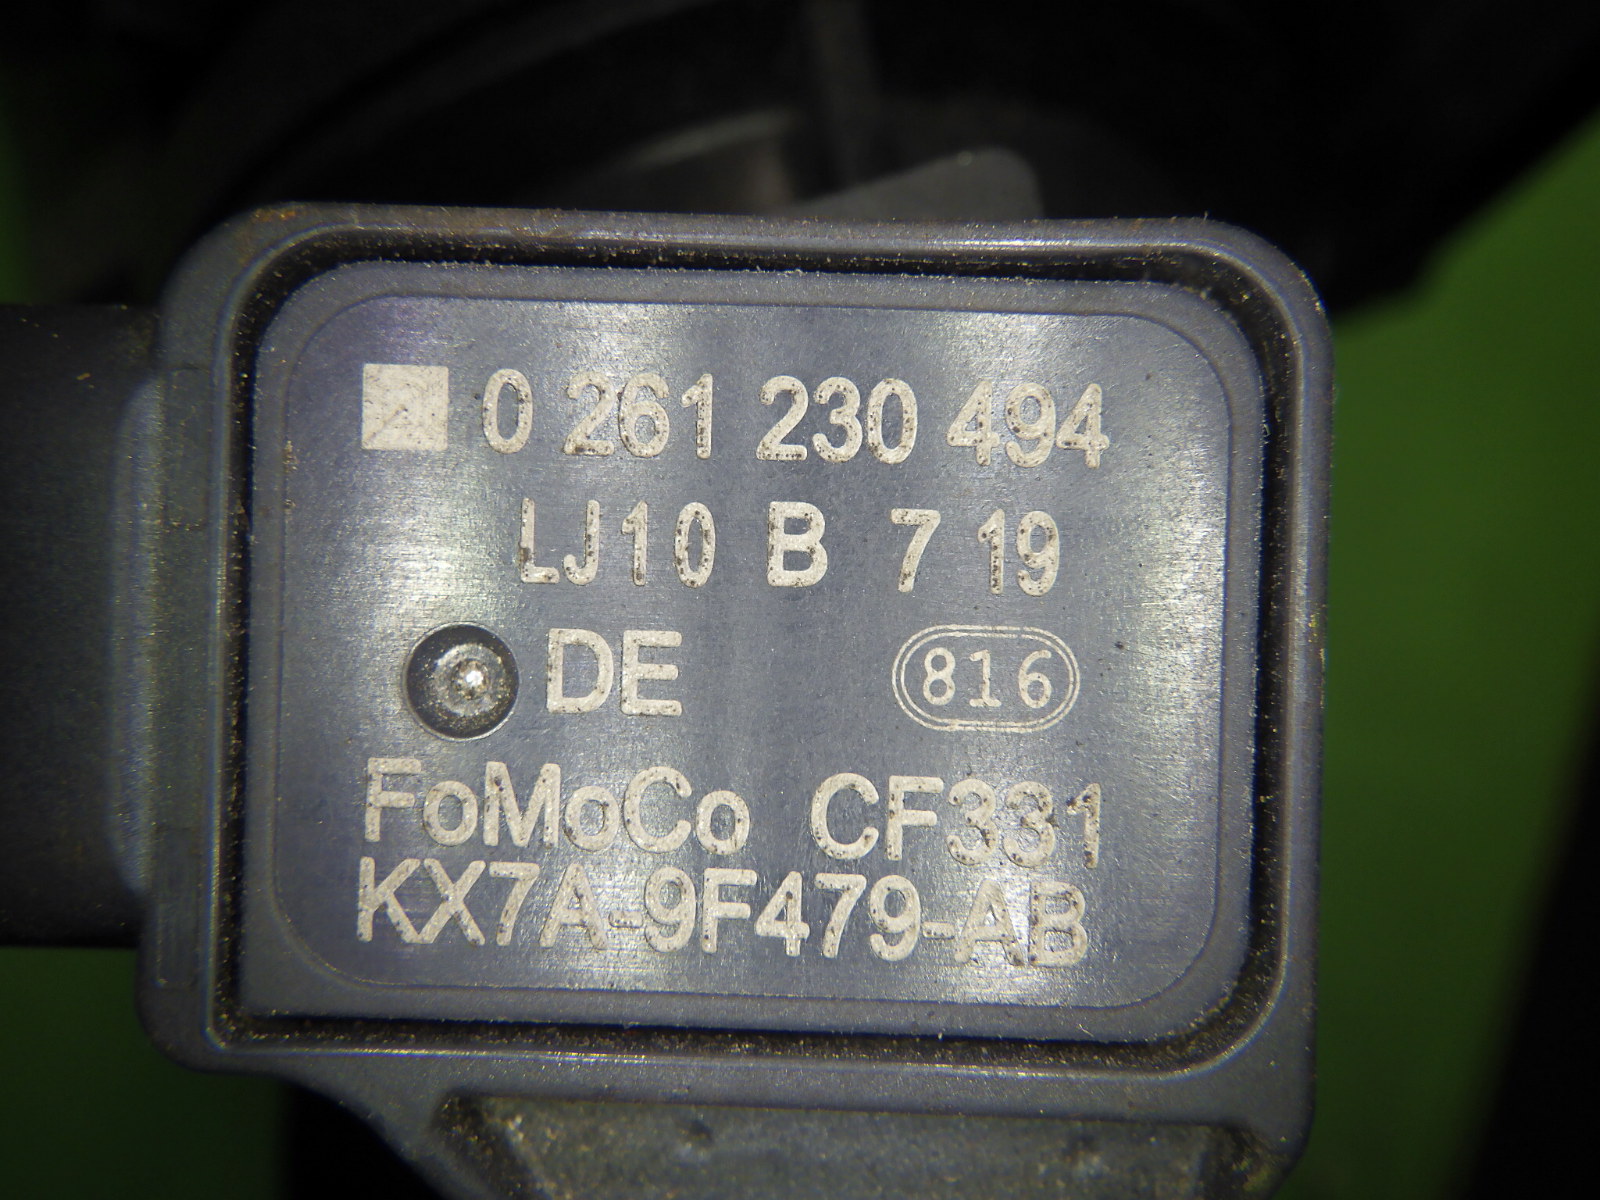 0 261 230 494
LJ10 B 7 19
DE 816
FoMoCo CF331
KX7A-9F479-AB